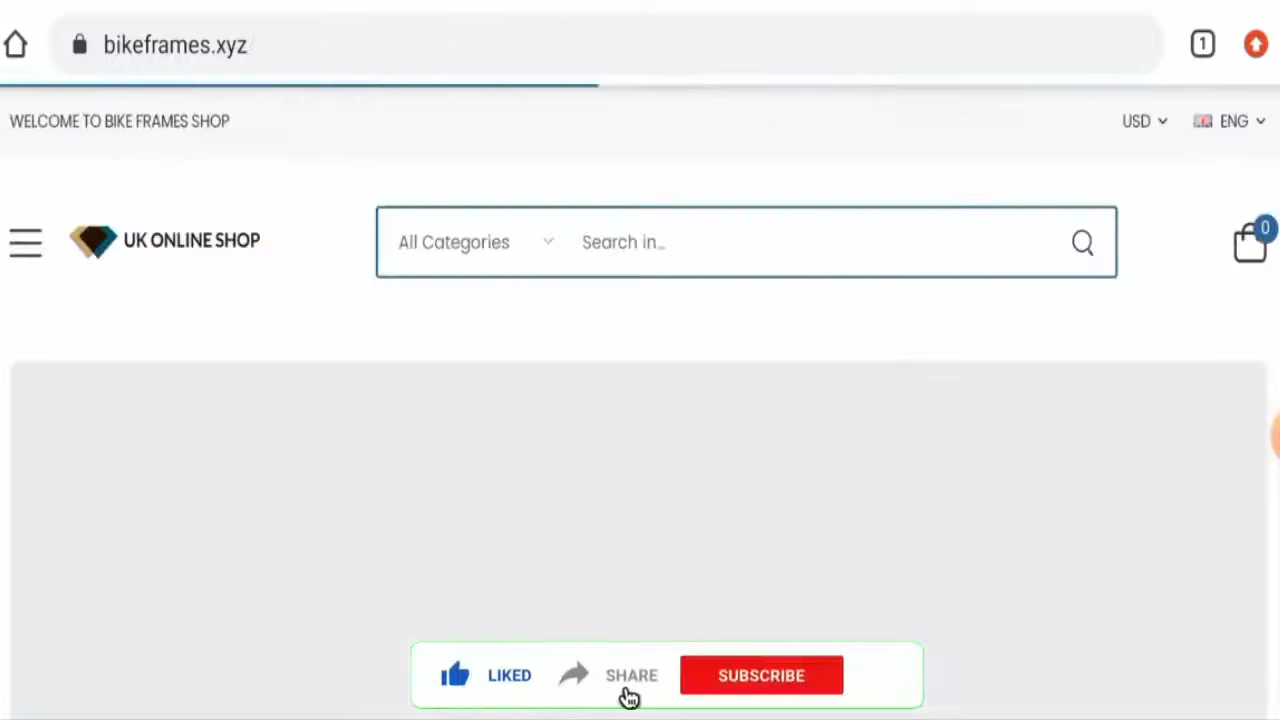 bikeframes.xyz
1
WELCOME TO BIKE FRAMES SHOP
USD
ENG
UK ONLINE SHOP
All Categories
Search in...
0
LIKED
SHARE
SUBSCRIBE